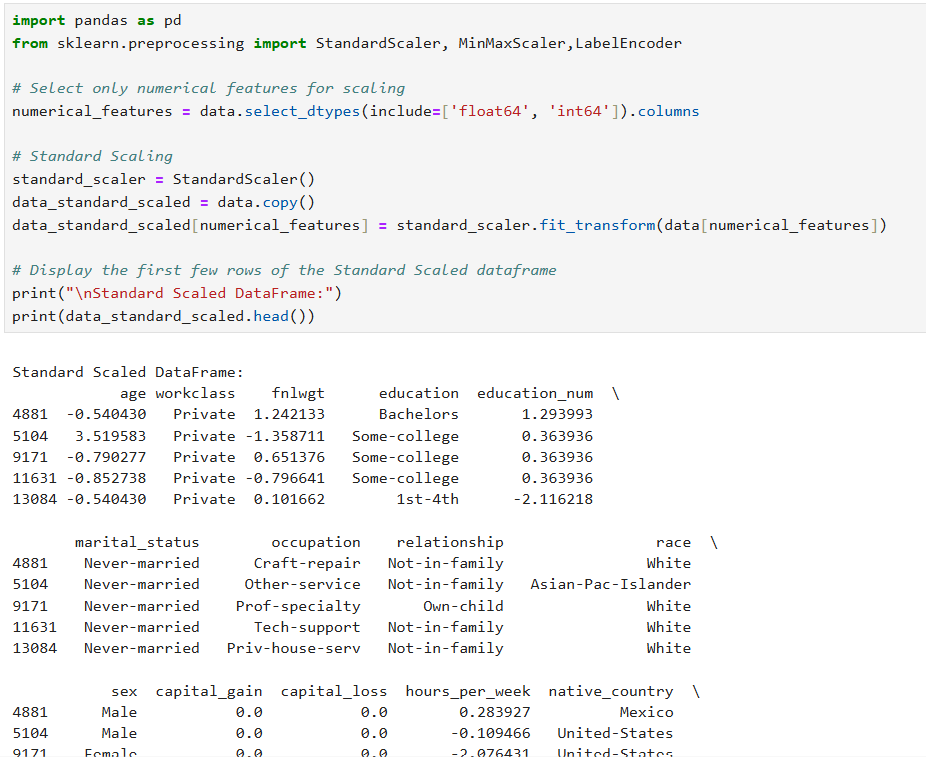 import pandas as pd
from sklearn.preprocessing import StandardScaler, MinMaxScaler,LabelEncoder
# Select only numerical features for scaling
numerical_features = data.select_dtypes(include=['float64', 'int64']).columns
# Standard Scaling
standard_scaler = StandardScaler()
data_standard_scaled = data.copy()
data_standard_scaled[numerical_features] = standard_scaler.fit_transform(data[numerical_features])
# Display the first few rows of the Standard Scaled dataframe
print("\nStandard Scaled DataFrame:")
print(data_standard_scaled.head())
Standard Scaled DataFrame:
age workclass fnlwgt education education_num \
4881 -0.540430 Private 1.242133 Bachelors 1.293993
5104 3.519583 Private -1.358711 Some-college 0.363936
9171 -0.790277 Private 0.651376 Some-college 0.363936
11631 -0.852738 Private -0.796641 Some-college 0.363936
13084 -0.540430 Private 0.101662 1st-4th -2.116218
marital_status occupation relationship race \
4881 Never-married Craft-repair Not-in-family White
5104 Never-married Other-service Not-in-family Asian-Pac-Islander
9171 Never-married Prof-specialty Own-child White
11631 Never-married Tech-support Not-in-family White
13084 Never-married Priv-house-serv Not-in-family White
sex capital_gain capital_loss hours_per_week native_country \
4881 Male 0.0 0.0 0.283927 Mexico
5104 Male 0.0 0.0 -0.109466 United-States
9171 Female 0.0 0.0 -2.076431 United-States